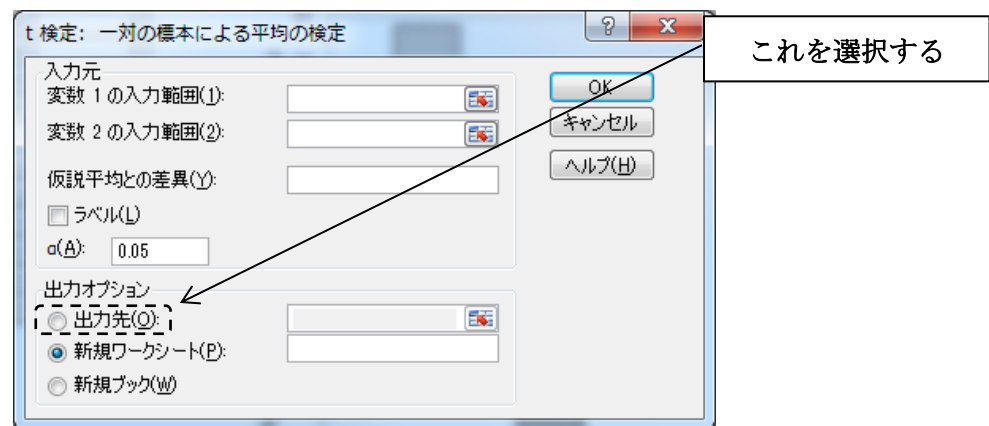 t 検定: 一対の標本による平均の検定
これを選択する
入力元
変数 1 の入力範囲(1):
変数 2 の入力範囲(2):
仮説平均との差異(Y):
ラベル(L)
α(A): 0.05
OK
キャンセル
ヘルプ(H)
出力オプション
出力先(O):
新規ワークシート(P):
新規ブック(W)